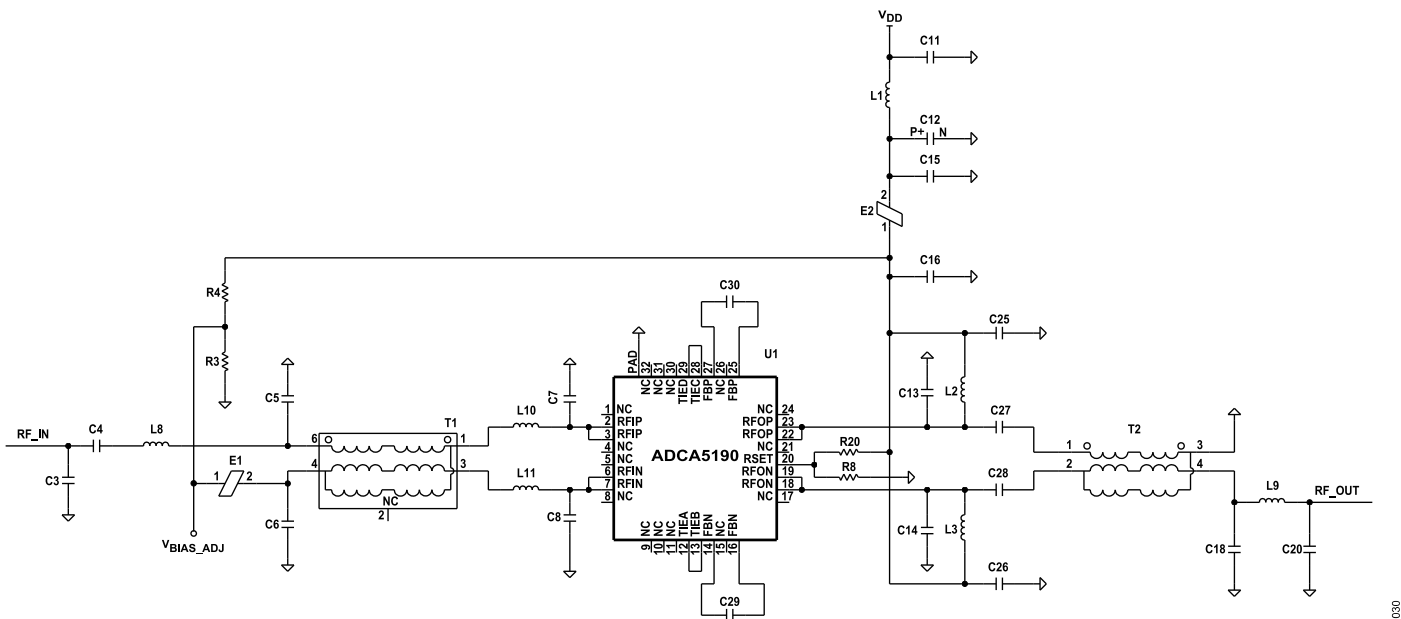 VDD
C11
L1
C12
P+ N
C15
2
E2
1
C16
R4
R3
C30
C25
U1
PAD
NC 32
NC 31
NC 30
TIED 29
TIEC 28
FBP 27
NC 26
FBP 25
C5
C7
C13
L2
C27
RF_IN
C4
L8
C3
6
T1
1
4
3
NC
2
L10
L11
E1
1
2
C6
C8
VBIAS_ADJ
1 NC
2 RFIP
3 RFIP
4 NC
5 NC
6 RFIN
7 RFIN
8 NC
ADCA5190
NC 24
RFOP 23
RFOP 22
NC 21
RSET 20
RFON 19
RFON 18
NC 17
NC 9
NC 10
NC 11
TIEA 12
TIEB 13
FBN 14
NC 15
FBN 16
R20
R8
C28
C14
L3
C26
C29
T2
1
3
2
4
L9
RF_OUT
C18
C20
030